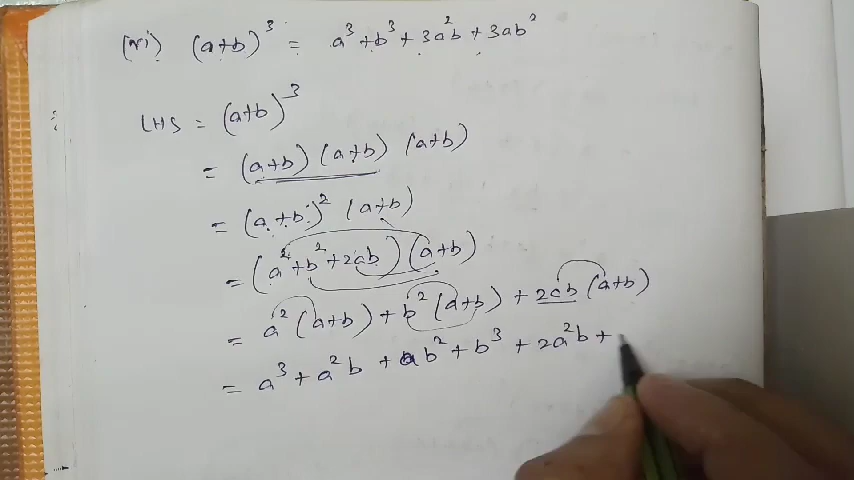 (vi) (a+b)³ = a³+b³+3a²b+3ab²
LHS = (a+b)³
= (a+b) (a+b) (a+b)
= (a+b)² (a+b)
= (a²+b²+2ab) (a+b)
= a² (a+b) + b² (a+b) + 2ab (a+b)
= a³ + a²b + ab² + b³ + 2a²b +